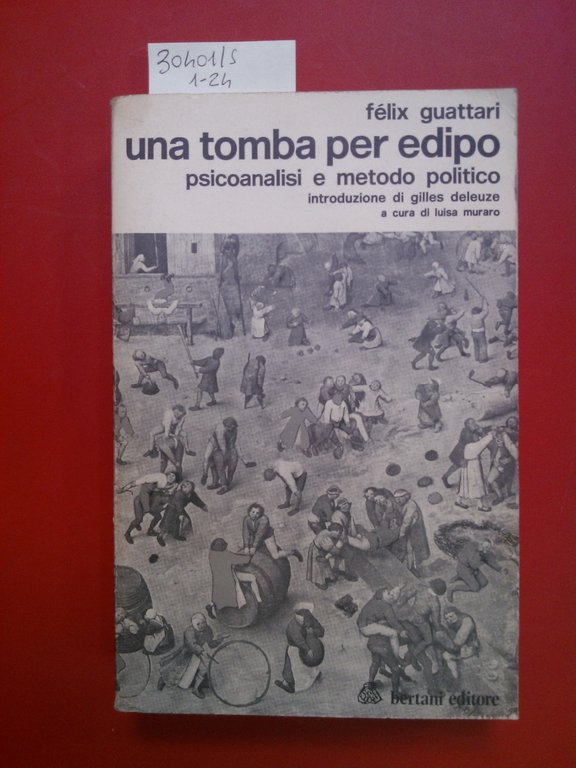 30401/S
1-24
félix guattari
una tomba per edipo
psicoanalisi e metodo politico
introduzione di gilles deleuze
a cura di luisa muraro
bertani editore